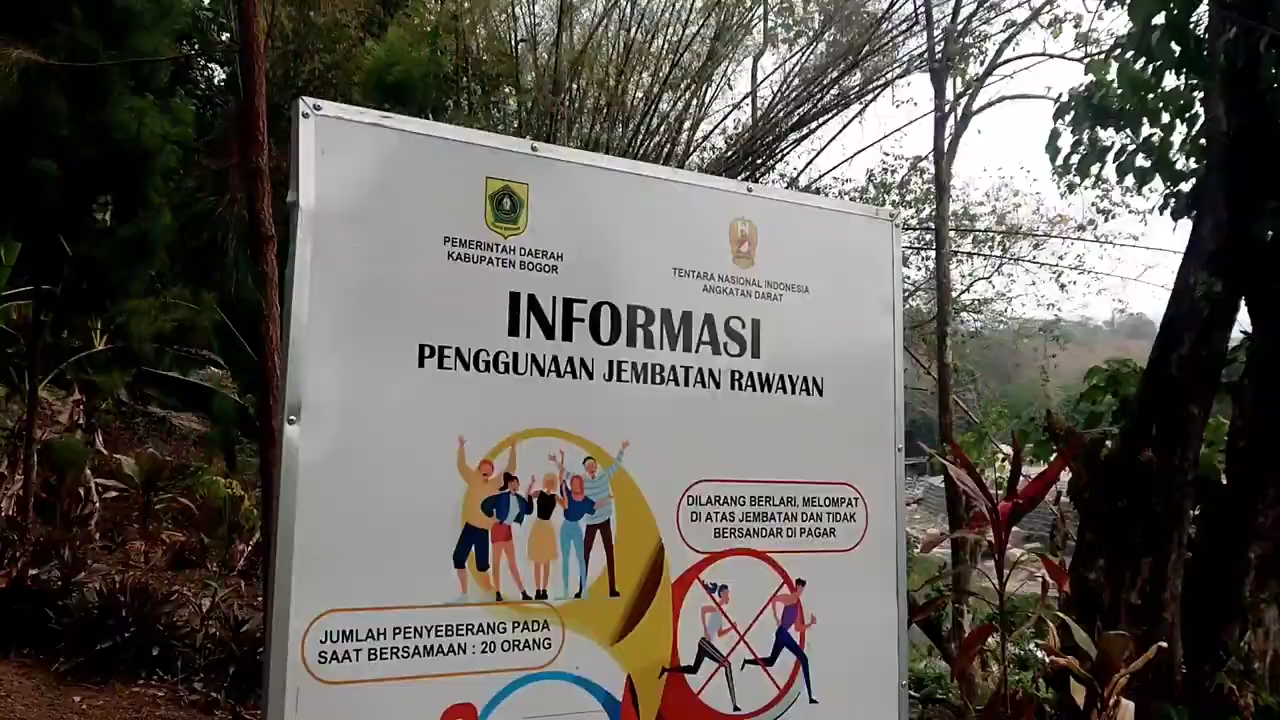 PEMERINTAH DAERAH
KABUPATEN BOGOR
TENTARA NASIONAL INDONESIA
ANGKATAN DARAT
INFORMASI
PENGGUNAAN JEMBATAN RAWAYAN
DILARANG BERLARI, MELOMPAT
DI ATAS JEMBATAN DAN TIDAK
BERSANDAR DI PAGAR
JUMLAH PENYEBERANG PADA
SAAT BERSAMAAN : 20 ORANG